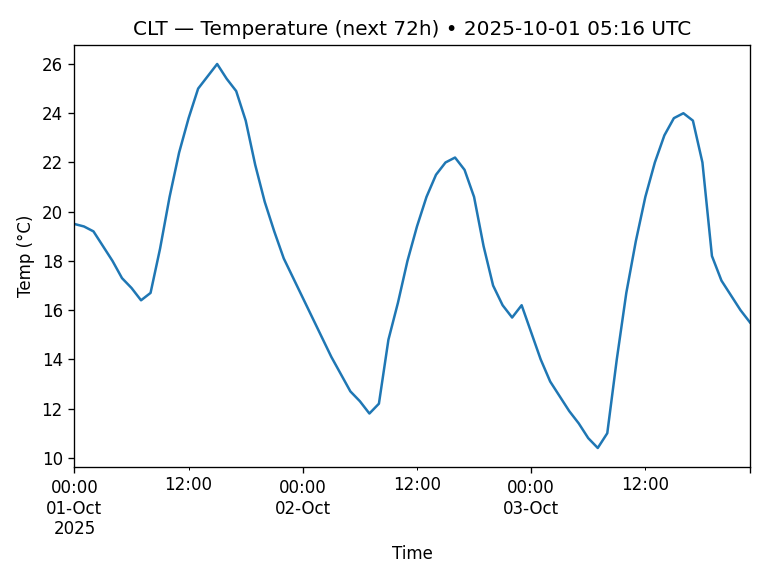 CLT — Temperature (next 72h) • 2025-10-01 05:16 UTC
26
24
22
20
18
16
14
12
10
Temp (°C)
00:00 12:00 00:00 12:00 00:00 12:00
01-Oct 02-Oct 03-Oct
2025
Time